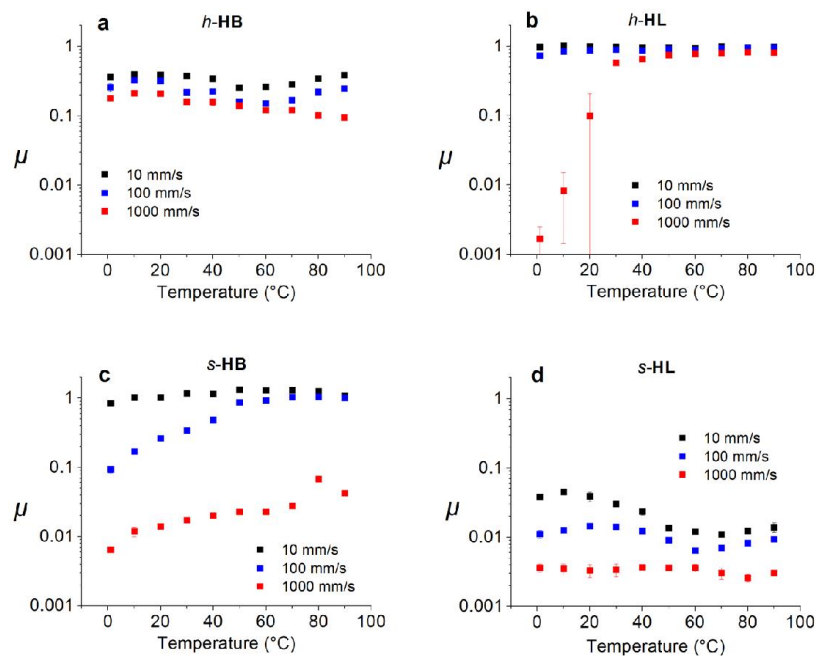 a h-HB
1
0.1
μ
0.01
0.001
10 mm/s
100 mm/s
1000 mm/s
0 20 40 60 80 100
Temperature (°C)
b h-HL
1
0.1
μ
0.01
0.001
10 mm/s
100 mm/s
1000 mm/s
0 20 40 60 80 100
Temperature (°C)
c s-HB
1
0.1
μ
0.01
0.001
10 mm/s
100 mm/s
1000 mm/s
0 20 40 60 80 100
Temperature (°C)
d s-HL
1
0.1
μ
0.01
0.001
10 mm/s
100 mm/s
1000 mm/s
0 20 40 60 80 100
Temperature (°C)